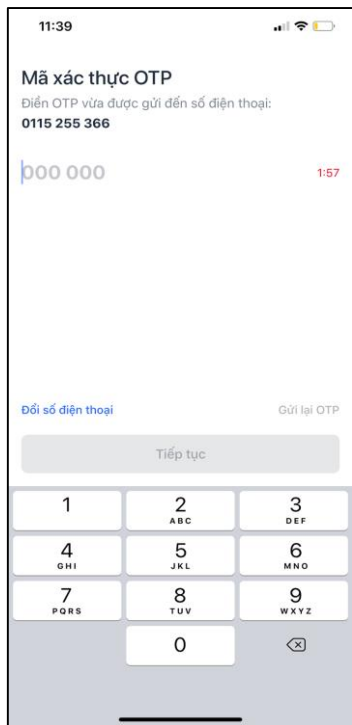 11:39
Mã xác thực OTP
Điền OTP vừa được gửi đến số điện thoại:
0115 255 366
000 000
1:57
Đổi số điện thoại
Gửi lại OTP
Tiếp tục
1
2
ABC
3
DEF
4
GHI
5
JKL
6
MNO
7
PQRS
8
TUV
9
WXYZ
0